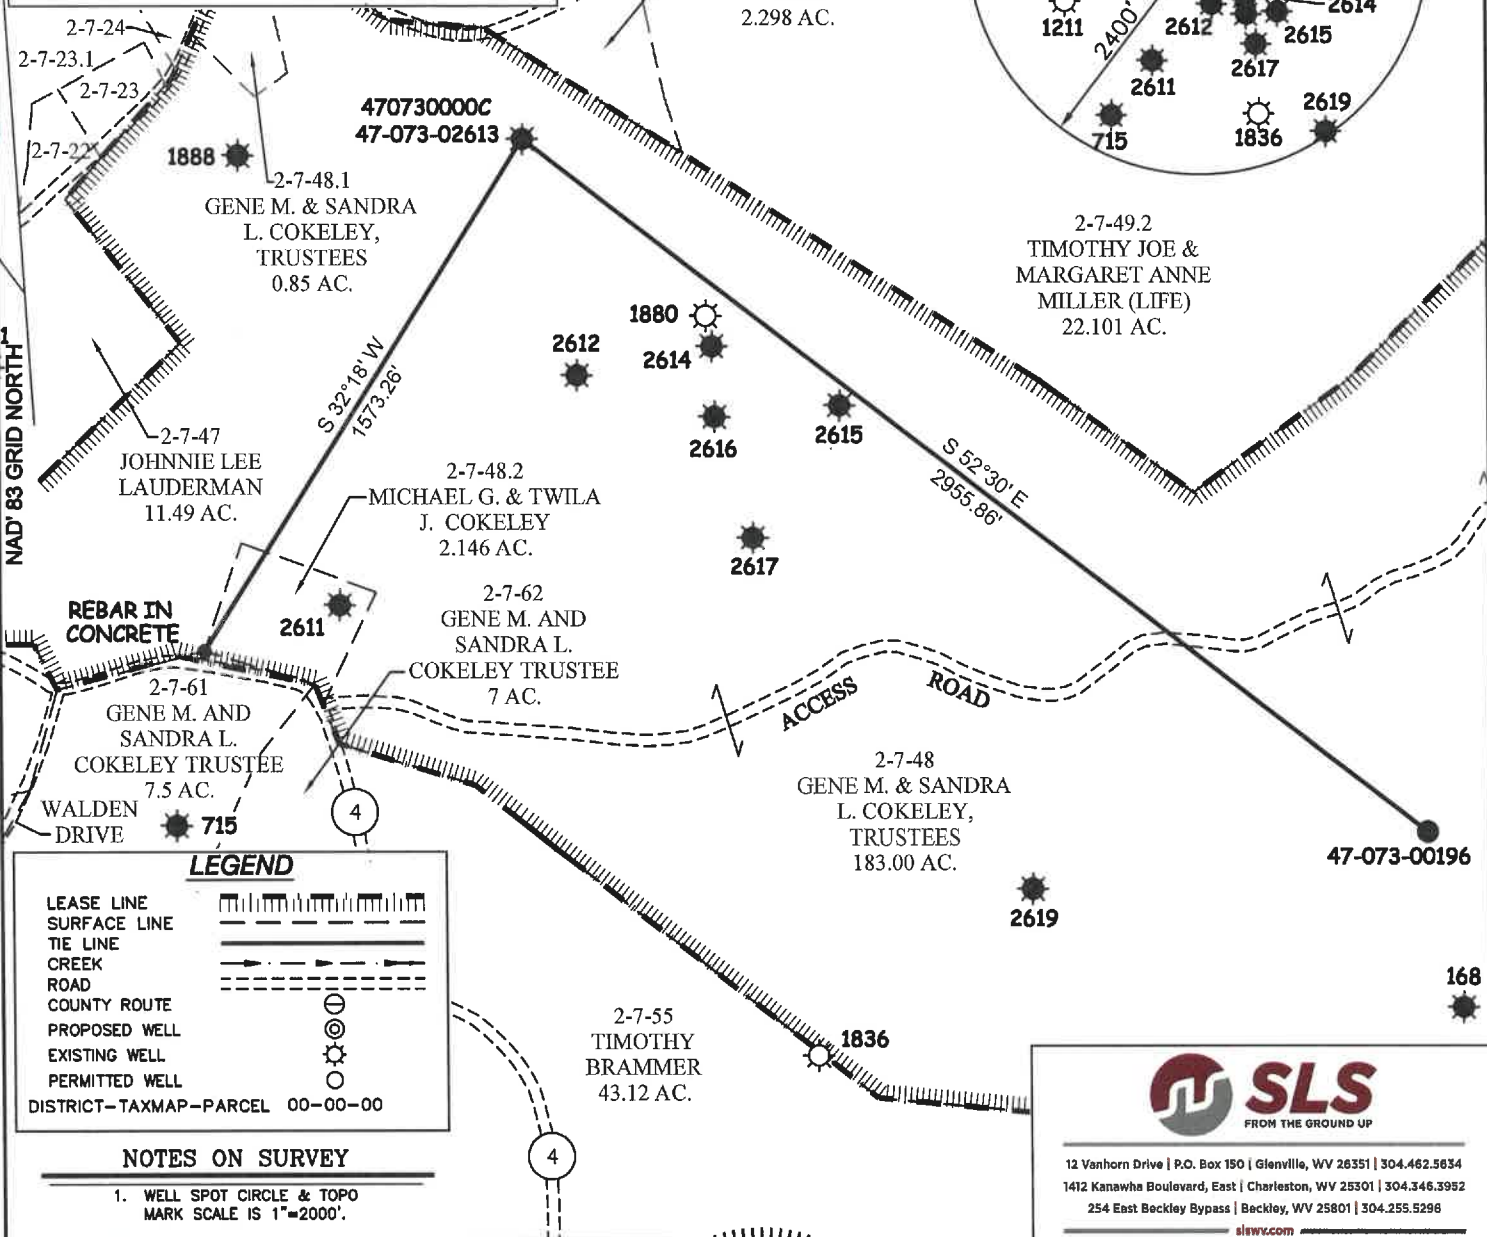 2.298 AC.
2-7-24
2-7-23.1
2-7-23
2-7-22
470730000C
47-073-02613
1888
2-7-48.1
GENE M. & SANDRA
L. COKELEY,
TRUSTEES
0.85 AC.
1211
2400'
2612
2614
2615
2617
2611
715
1836
2619
2-7-49.2
TIMOTHY JOE &
MARGARET ANNE
MILLER (LIFE)
22.101 AC.
1
NAD' 83 GRID NORTH
S 32°18' W
1573.26'
1880
2612
2614
2616
2615
S 52°30' E
2955.86'
2-7-47
JOHNNIE LEE
LAUDERMAN
11.49 AC.
2-7-48.2
MICHAEL G. & TWILA
J. COKELEY
2.146 AC.
2617
REBAR IN
CONCRETE
2611
2-7-62
GENE M. AND
SANDRA L.
COKELEY TRUSTEE
7 AC.
2-7-61
GENE M. AND
SANDRA L.
COKELEY TRUSTEE
7.5 AC.
WALDEN
DRIVE
715
4
ACCESS ROAD
2-7-48
GENE M. & SANDRA
L. COKELEY,
TRUSTEES
183.00 AC.
47-073-00196
2619
168
LEGEND
LEASE LINE
SURFACE LINE
TIE LINE
CREEK
ROAD
COUNTY ROUTE
PROPOSED WELL
EXISTING WELL
PERMITTED WELL
DISTRICT-TAXMAP-PARCEL 00-00-00
2-7-55
TIMOTHY
BRAMMER
43.12 AC.
1836
4
NOTES ON SURVEY
1. WELL SPOT CIRCLE & TOPO
MARK SCALE IS 1"=2000'.
SLS
FROM THE GROUND UP
12 Vanhorn Drive | P.O. Box 150 | Glenville, WV 26351 | 304.462.5634
1412 Kanawha Boulevard, East | Charleston, WV 25301 | 304.346.3952
254 East Beckley Bypass | Beckley, WV 25801 | 304.255.5296
slswv.com